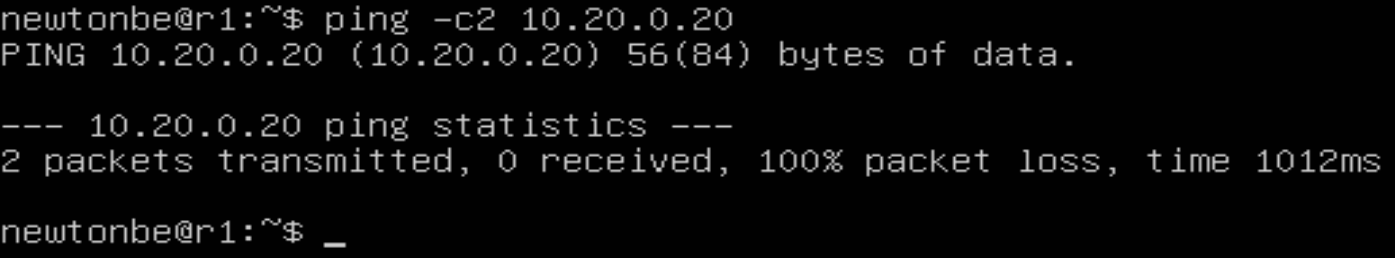 newtonbe@r1:~$ ping -c2 10.20.0.20
PING 10.20.0.20 (10.20.0.20) 56(84) bytes of data.
--- 10.20.0.20 ping statistics ---
2 packets transmitted, 0 received, 100% packet loss, time 1012ms
newtonbe@r1:~$ _